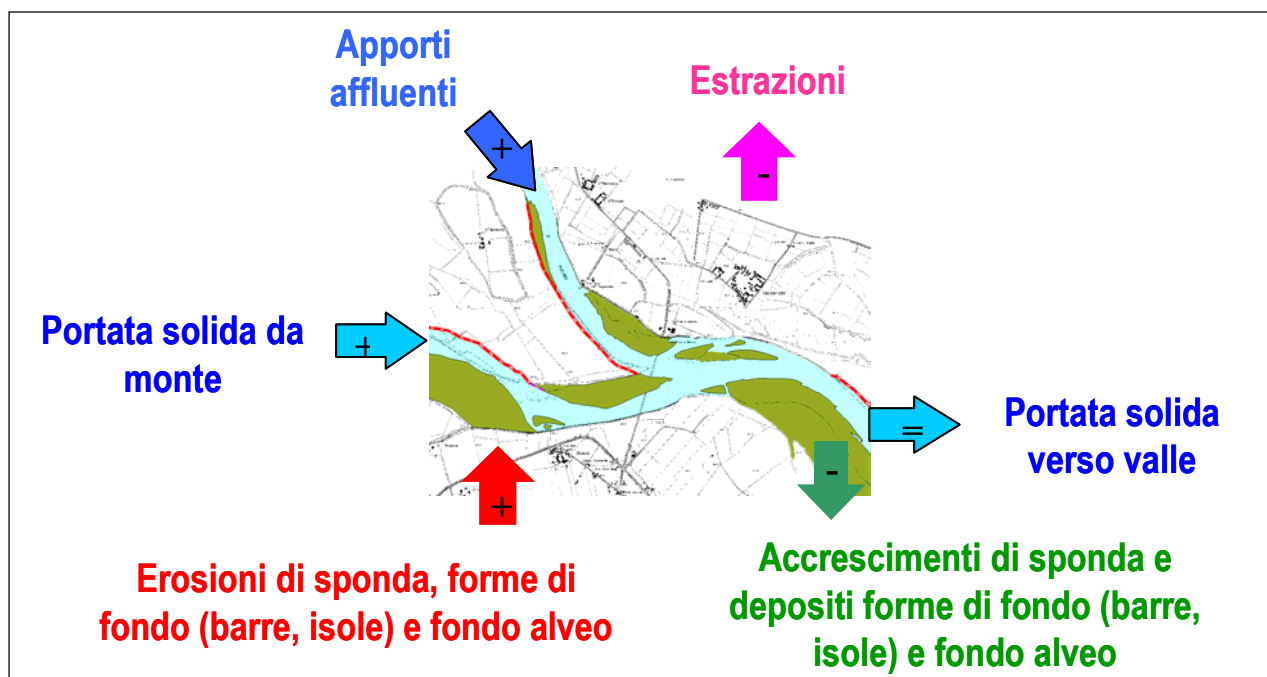 Apporti
affluenti
Estrazioni
+
-
Portata solida da
monte
+
=
Portata solida
verso valle
+
-
Erosioni di sponda, forme di
fondo (barre, isole) e fondo alveo
Accrescimenti di sponda e
depositi forme di fondo (barre,
isole) e fondo alveo